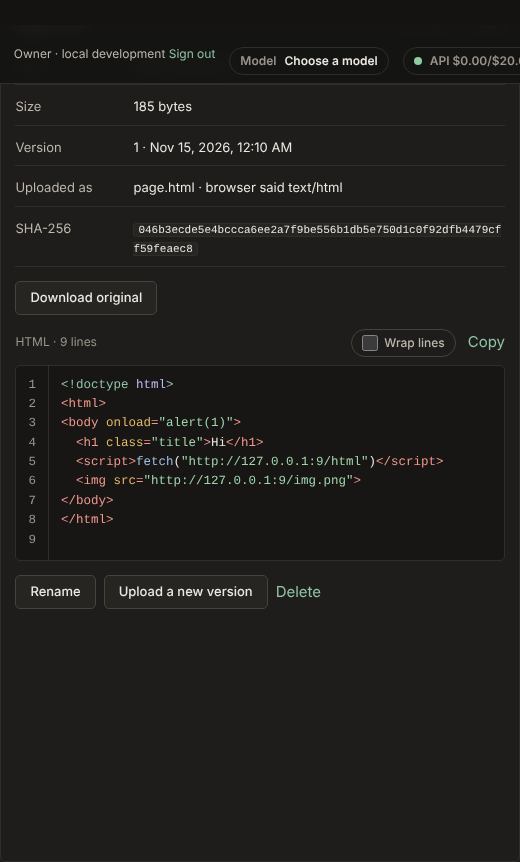 Owner · local development Sign out
Model Choose a model
API $0.00/$20.0
Size 185 bytes
Version 1 · Nov 15, 2026, 12:10 AM
Uploaded as page.html · browser said text/html
SHA-256 046b3ecde5e4bccca6ee2a7f9be556b1db5e750d1c0f92dfb4479cf
f59feaec8
Download original
HTML · 9 lines Wrap lines Copy
1 <!doctype html>
2 <html>
3 <body onload="alert(1)">
4   <h1 class="title">Hi</h1>
5   <script>fetch("http://127.0.0.1:9/html")</script>
6   <img src="http://127.0.0.1:9/img.png">
7 </body>
8 </html>
9
Rename Upload a new version Delete